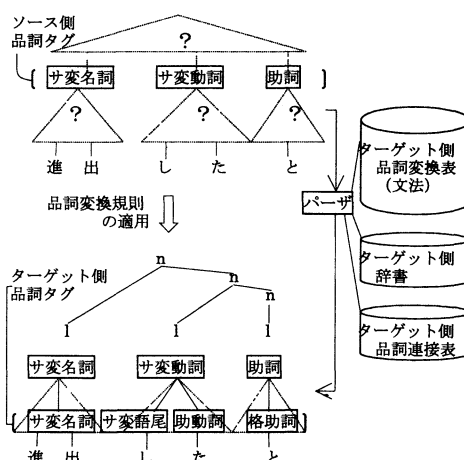 ソース側
品詞タグ
?
サ変名詞 サ変動詞 助詞
? ? ?
進 出 し た と
品詞変換規則
の適用
パーザ
ターゲット側
品詞変換表
(文法)
ターゲット側
辞書
ターゲット側
品詞連接表
ターゲット側
品詞タグ
n
n
n
l l l
サ変名詞 サ変動詞 助詞
サ変名詞 サ変語尾 助動詞 格助詞
進 出 し た と